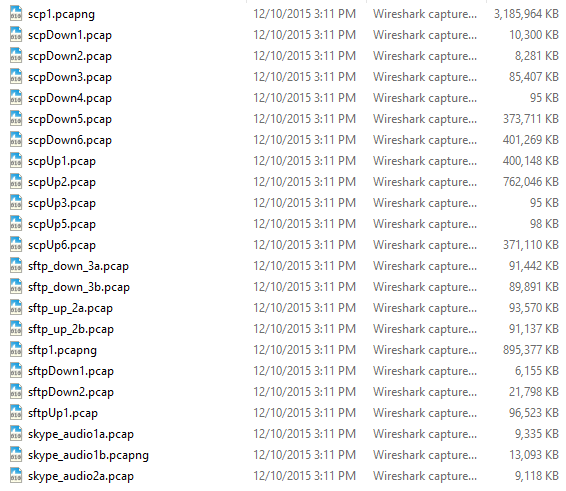 scp1.pcapng 12/10/2015 3:11 PM Wireshark capture... 3,185,964 KB
scpDown1.pcap 12/10/2015 3:11 PM Wireshark capture... 10,300 KB
scpDown2.pcap 12/10/2015 3:11 PM Wireshark capture... 8,281 KB
scpDown3.pcap 12/10/2015 3:11 PM Wireshark capture... 85,407 KB
scpDown4.pcap 12/10/2015 3:11 PM Wireshark capture... 95 KB
scpDown5.pcap 12/10/2015 3:11 PM Wireshark capture... 373,711 KB
scpDown6.pcap 12/10/2015 3:11 PM Wireshark capture... 401,269 KB
scpUp1.pcap 12/10/2015 3:11 PM Wireshark capture... 400,148 KB
scpUp2.pcap 12/10/2015 3:11 PM Wireshark capture... 762,046 KB
scpUp3.pcap 12/10/2015 3:11 PM Wireshark capture... 95 KB
scpUp5.pcap 12/10/2015 3:11 PM Wireshark capture... 98 KB
scpUp6.pcap 12/10/2015 3:11 PM Wireshark capture... 371,110 KB
sftp_down_3a.pcap 12/10/2015 3:11 PM Wireshark capture... 91,442 KB
sftp_down_3b.pcap 12/10/2015 3:11 PM Wireshark capture... 89,891 KB
sftp_up_2a.pcap 12/10/2015 3:11 PM Wireshark capture... 93,570 KB
sftp_up_2b.pcap 12/10/2015 3:11 PM Wireshark capture... 91,137 KB
sftp1.pcapng 12/10/2015 3:11 PM Wireshark capture... 895,377 KB
sftpDown1.pcap 12/10/2015 3:11 PM Wireshark capture... 6,155 KB
sftpDown2.pcap 12/10/2015 3:11 PM Wireshark capture... 21,798 KB
sftpUp1.pcap 12/10/2015 3:11 PM Wireshark capture... 96,523 KB
skype_audio1a.pcap 12/10/2015 3:11 PM Wireshark capture... 9,335 KB
skype_audio1b.pcapng 12/10/2015 3:11 PM Wireshark capture... 13,093 KB
skype_audio2a.pcap 12/10/2015 3:11 PM Wireshark capture... 9,118 KB